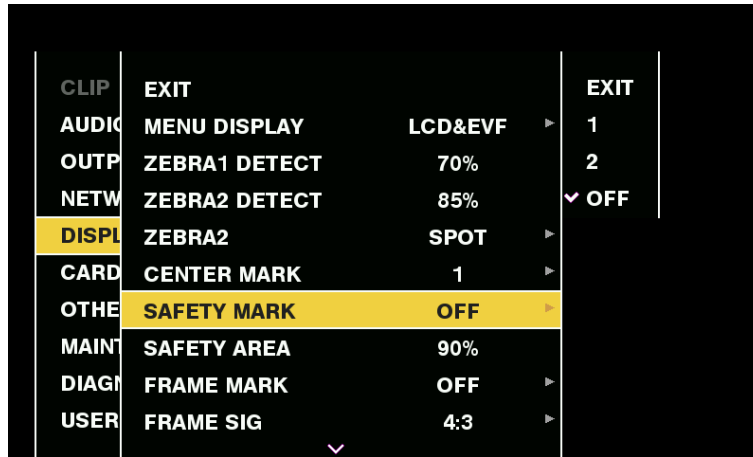 CLIP
AUDIO
OUTP
NETW
DISPL
CARD
OTHE
MAINT
DIAGN
USER
EXIT
MENU DISPLAY LCD&EVF
ZEBRA1 DETECT 70%
ZEBRA2 DETECT 85%
ZEBRA2 SPOT
CENTER MARK 1
SAFETY MARK OFF
SAFETY AREA 90%
FRAME MARK OFF
FRAME SIG 4:3
EXIT
1
2
OFF